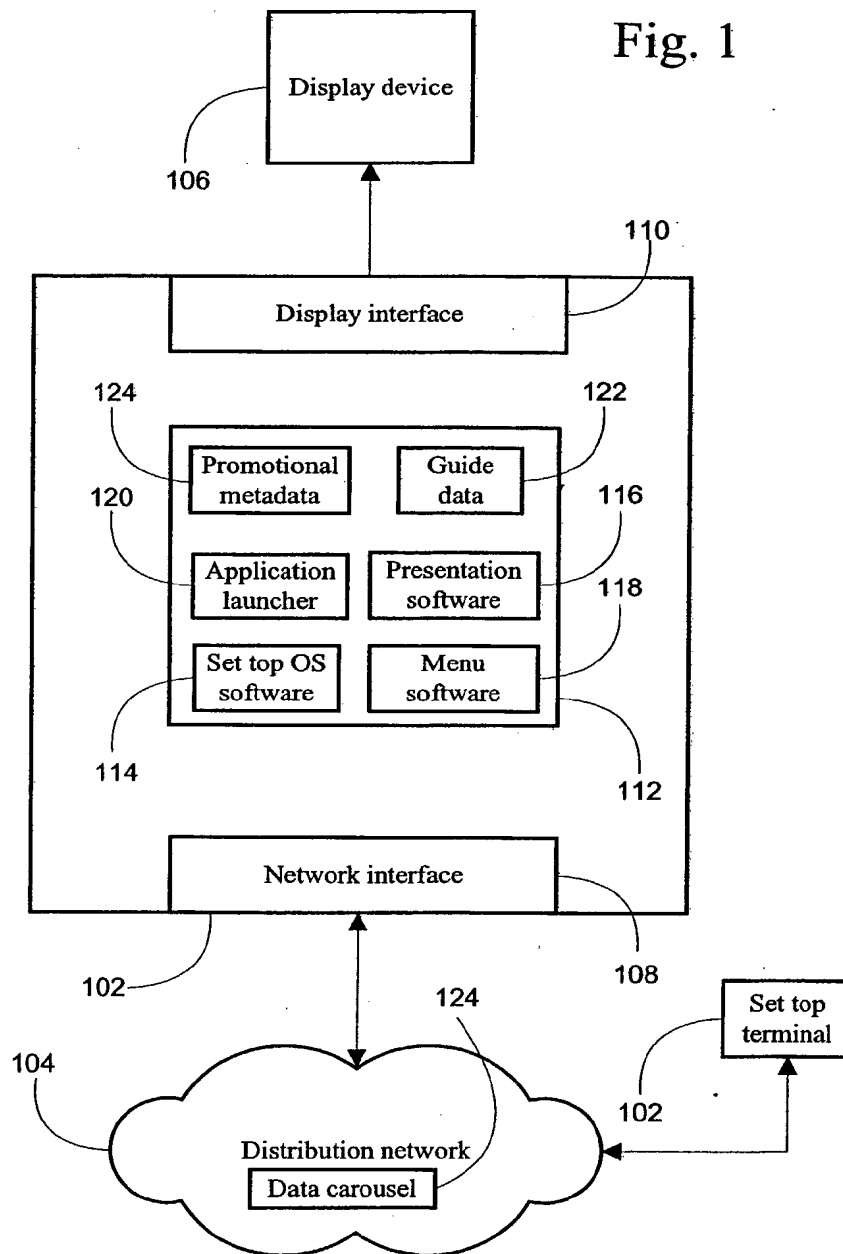 Fig. 1
Display device
106
110
Display interface
124
122
Promotional
metadata
Guide
data
120
116
Application
launcher
Presentation
software
118
Set top OS
software
Menu
software
114
112
Network interface
102
108
124
Set top
terminal
104
102
Distribution network
Data carousel